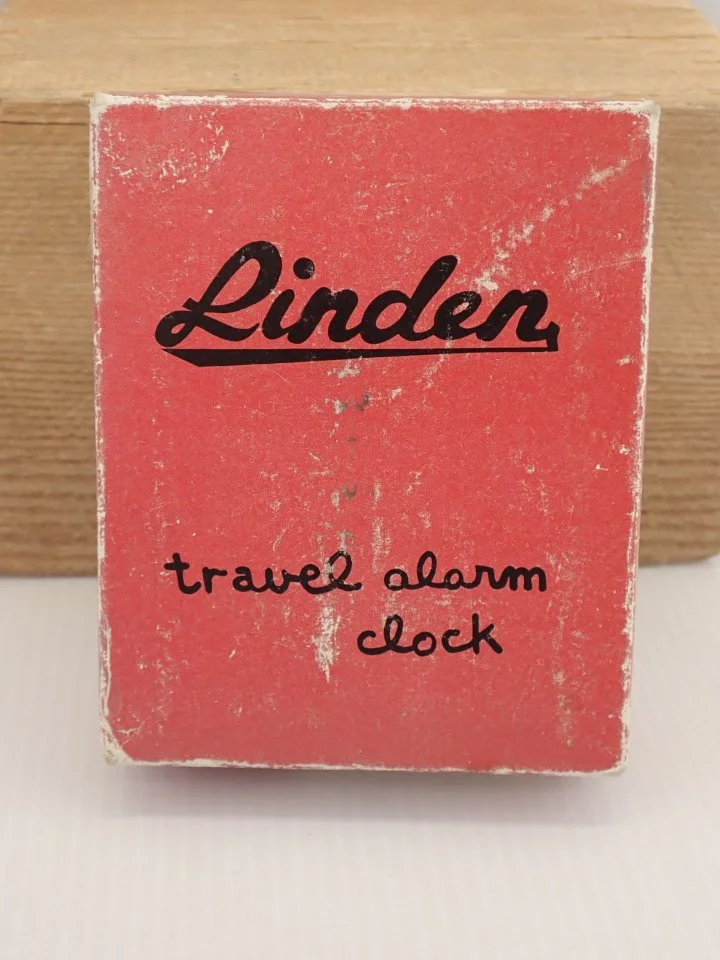 Linden
travel alarm
clock